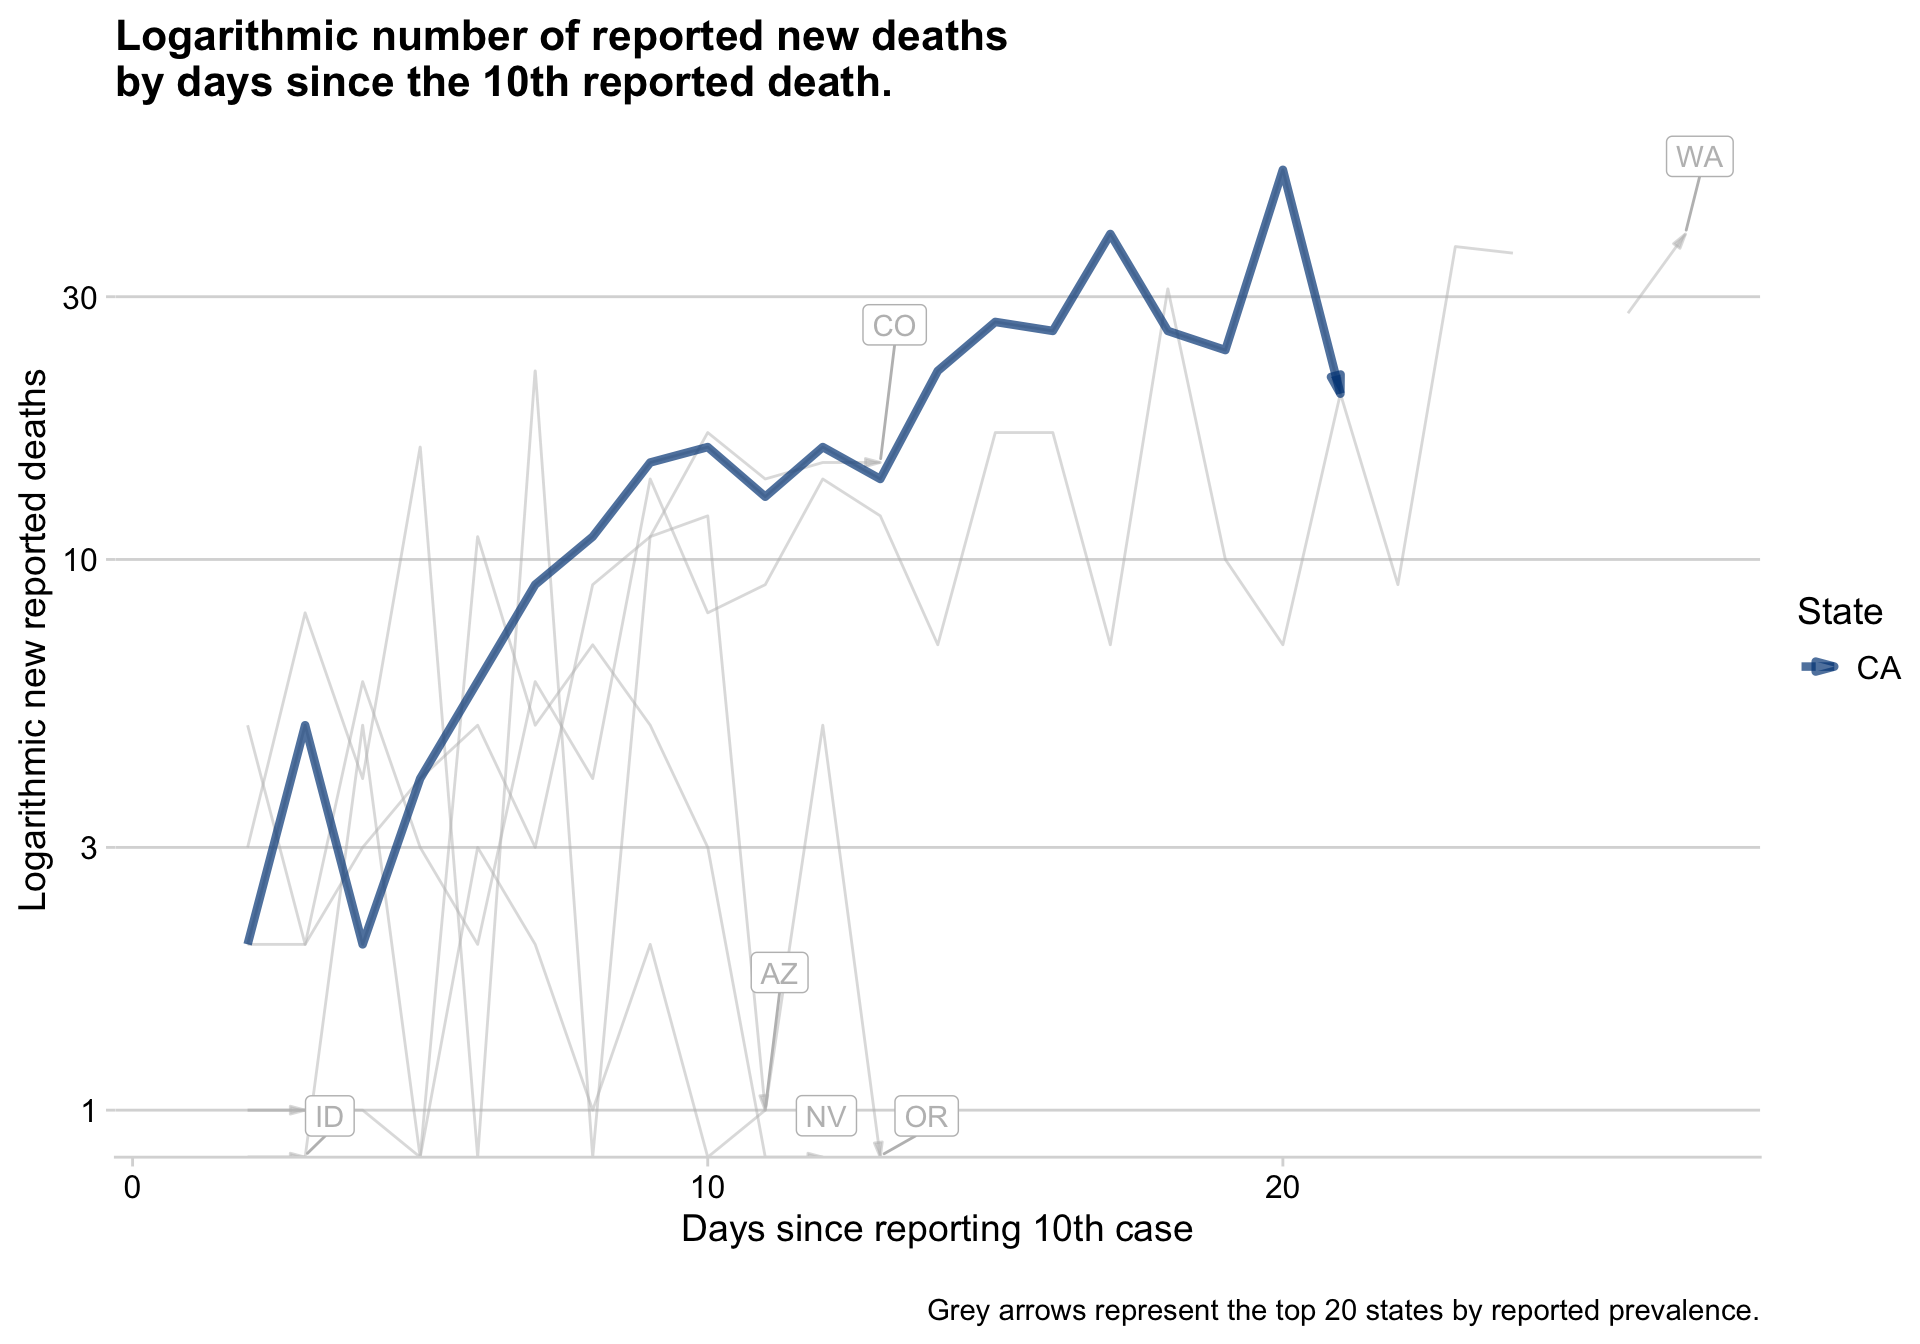 Logarithmic number of reported new deaths
by days since the 10th reported death.
WA
30
CO
10
Logarithmic new reported deaths
State
CA
3
AZ
1
ID
NV
OR
0
10
20
Days since reporting 10th case
Grey arrows represent the top 20 states by reported prevalence.